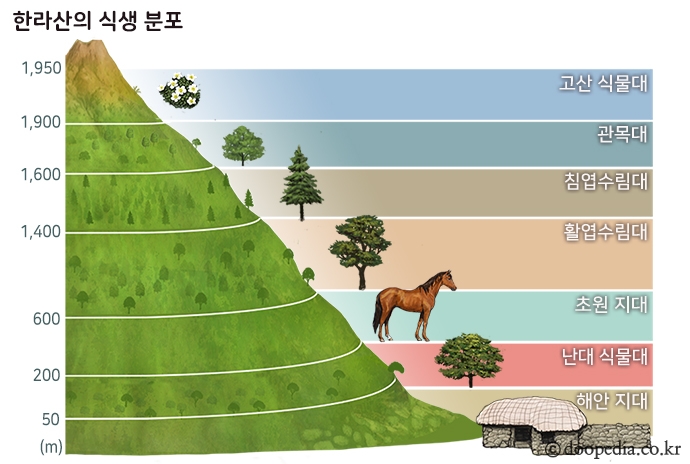 한라산의 식생 분포
1,950
고산 식물대
1,900
관목대
1,600
침엽수림대
1,400
활엽수림대
초원 지대
600
난대 식물대
200
해안 지대
50
(m)
ⓒ doopedia.co.kr